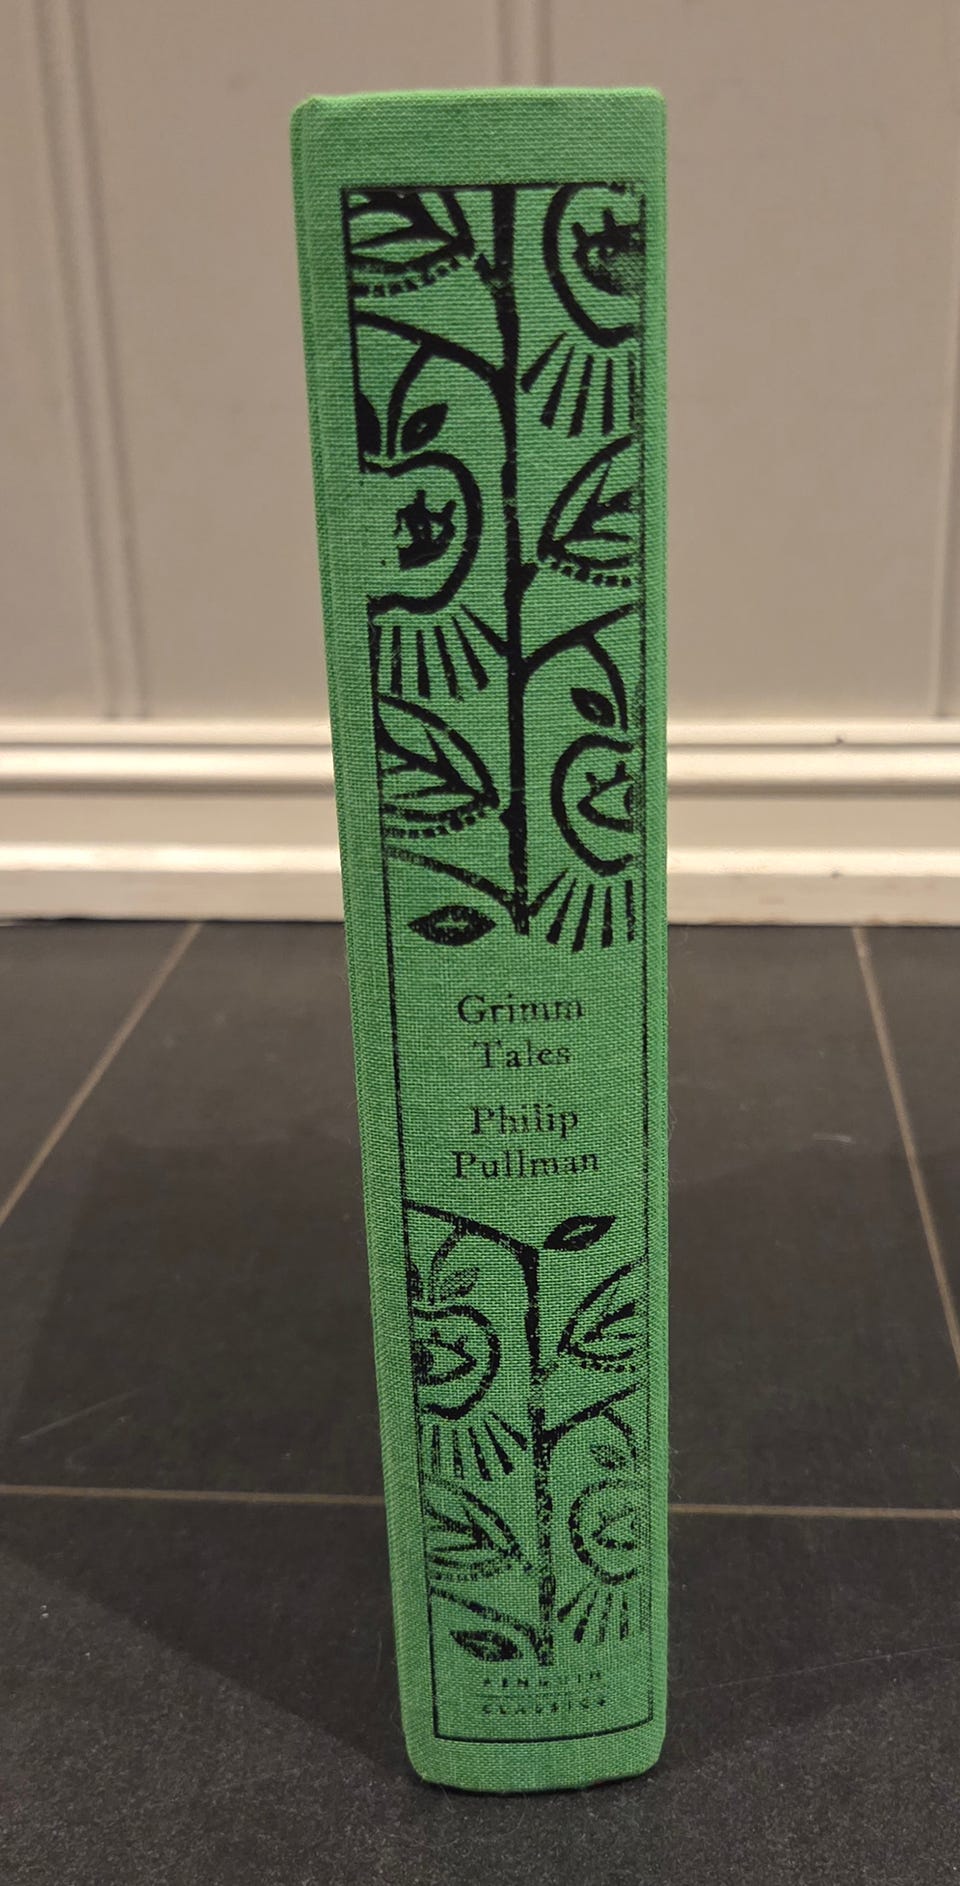 Grimm
Tales
Philip
Pullman
PENGUIN
CLASSICS